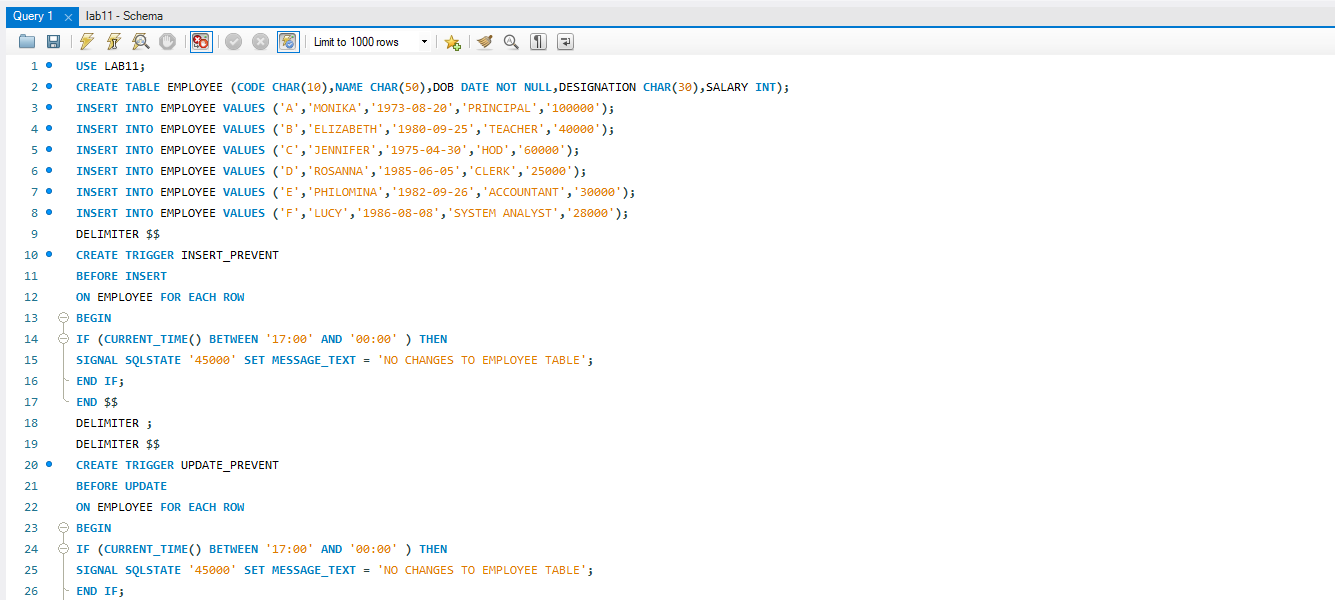 Query 1 × lab11 - Schema
Limit to 1000 rows
1 USE LAB11;
2 CREATE TABLE EMPLOYEE (CODE CHAR(10),NAME CHAR(50),DOB DATE NOT NULL,DESIGNATION CHAR(30),SALARY INT);
3 INSERT INTO EMPLOYEE VALUES ('A','MONIKA','1973-08-20','PRINCIPAL','100000');
4 INSERT INTO EMPLOYEE VALUES ('B','ELIZABETH','1980-09-25','TEACHER','40000');
5 INSERT INTO EMPLOYEE VALUES ('C','JENNIFER','1975-04-30','HOD','60000');
6 INSERT INTO EMPLOYEE VALUES ('D','ROSANNA','1985-06-05','CLERK','25000');
7 INSERT INTO EMPLOYEE VALUES ('E','PHILOMINA','1982-09-26','ACCOUNTANT','30000');
8 INSERT INTO EMPLOYEE VALUES ('F','LUCY','1986-08-08','SYSTEM ANALYST','28000');
9 DELIMITER $$
10 CREATE TRIGGER INSERT_PREVENT
11 BEFORE INSERT
12 ON EMPLOYEE FOR EACH ROW
13 BEGIN
14 IF (CURRENT_TIME() BETWEEN '17:00' AND '00:00' ) THEN
15 SIGNAL SQLSTATE '45000' SET MESSAGE_TEXT = 'NO CHANGES TO EMPLOYEE TABLE';
16 END IF;
17 END $$
18 DELIMITER ;
19 DELIMITER $$
20 CREATE TRIGGER UPDATE_PREVENT
21 BEFORE UPDATE
22 ON EMPLOYEE FOR EACH ROW
23 BEGIN
24 IF (CURRENT_TIME() BETWEEN '17:00' AND '00:00' ) THEN
25 SIGNAL SQLSTATE '45000' SET MESSAGE_TEXT = 'NO CHANGES TO EMPLOYEE TABLE';
26 END IF;